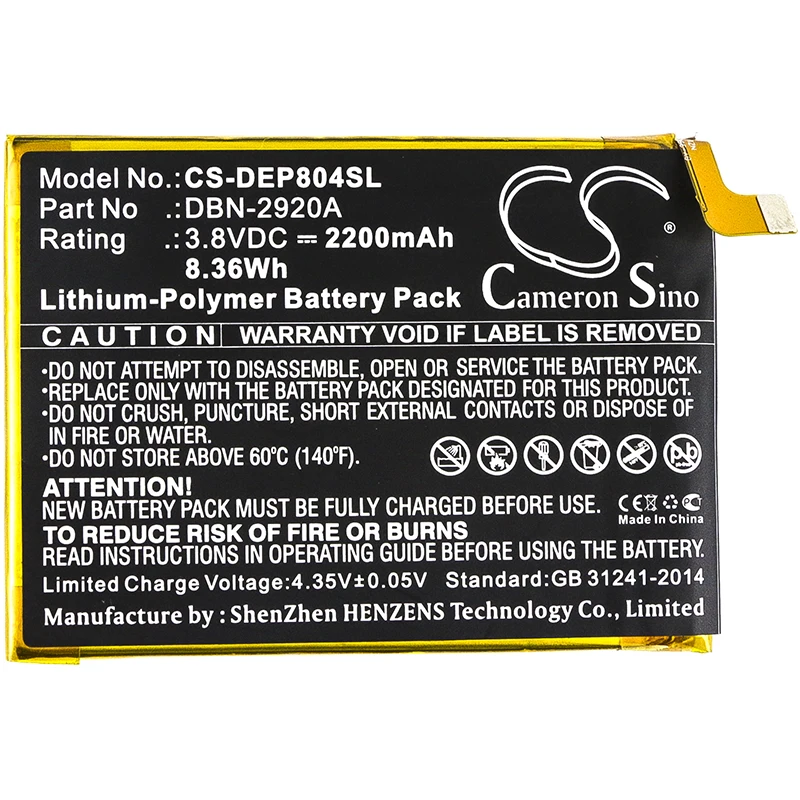 Model No.: CS-DEP804SL
Part No : DBN-2920A
Rating : 3.8VDC ⎓ 2200mAh
8.36Wh
Lithium-Polymer Battery Pack
CS
®
Cameron Sino
CAUTION WARRANTY VOID IF LABEL IS REMOVED
•DO NOT ATTEMPT TO DISASSEMBLE, OPEN OR SERVICE THE BATTERY PACK.
•REPLACE ONLY WITH THE BATTERY PACK DESIGNATED FOR YOUR PRODUCT.
•DO NOT CRUSH, PUNCTURE, SHORT EXTERNAL CONTACTS OR DISPOSE OF
IN FIRE OR WATER.
•DO NOT STORE ABOVE 60°C (140°F).
Pb
ATTENTION!
NEW BATTERY PACK MUST BE FULLY CHARGED BEFORE USE.
TO REDUCE RISK OF FIRE OR BURNS
READ INSTRUCTIONS IN OPERATING GUIDE BEFORE USING BATTERY.
CE
Made In China
Limited Charge Voltage:4.35V±0.05V Standard:GB 31241-2014
Manufacture by : ShenZhen HENZENS Technology Co., Limited